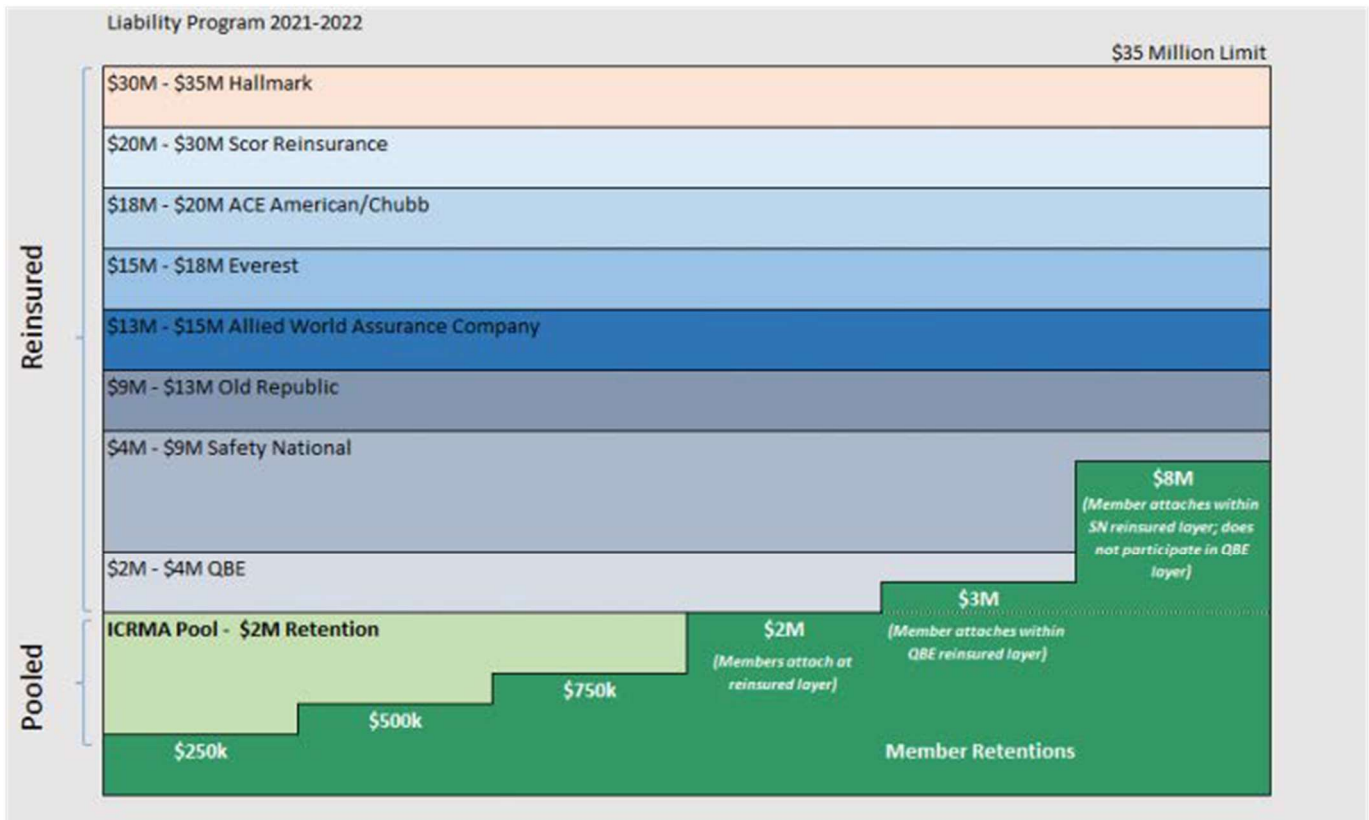 Liability Program 2021-2022
$35 Million Limit
Reinsured
$30M - $35M Hallmark
$20M - $30M Scor Reinsurance
$18M - $20M ACE American/Chubb
$15M - $18M Everest
$13M - $15M Allied World Assurance Company
$9M - $13M Old Republic
$4M - $9M Safety National
$8M
(Member attaches within
SN reinsured layer; does
not participate in QBE
layer)
$2M - $4M QBE
$3M
(Member attaches within
QBE reinsured layer)
Pooled
ICRMA Pool - $2M Retention
$2M
(Members attach at
reinsured layer)
$750k
$500k
$250k
Member Retentions